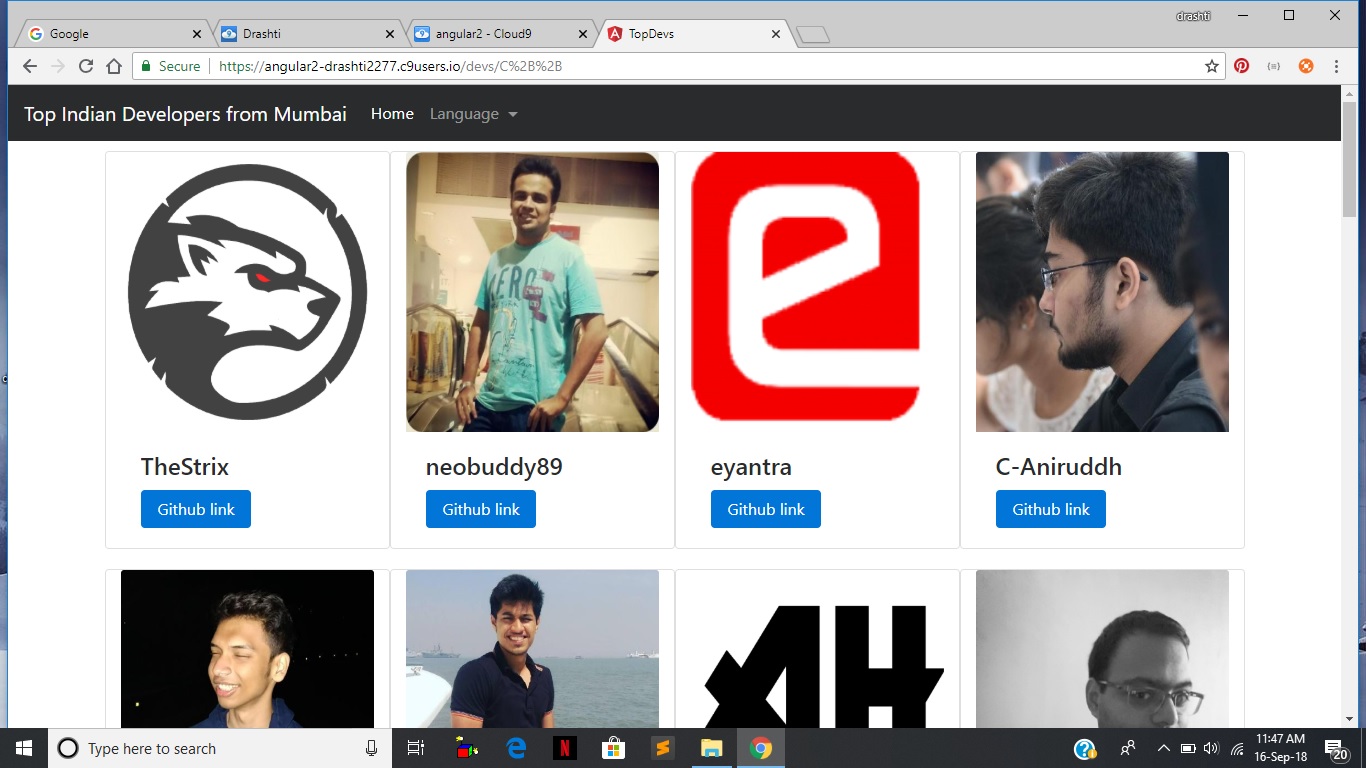 drashti
Google
Drashti
angular2 - Cloud9
TopDevs
Secure
https://angular2-drashti2277.c9users.io/devs/C%2B%2B
Top Indian Developers from Mumbai
Home
Language
AERO
TheStrix
neobuddy89
eyantra
C-Aniruddh
Github link
Github link
Github link
Github link
Type here to search
11:47 AM
16-Sep-18
20